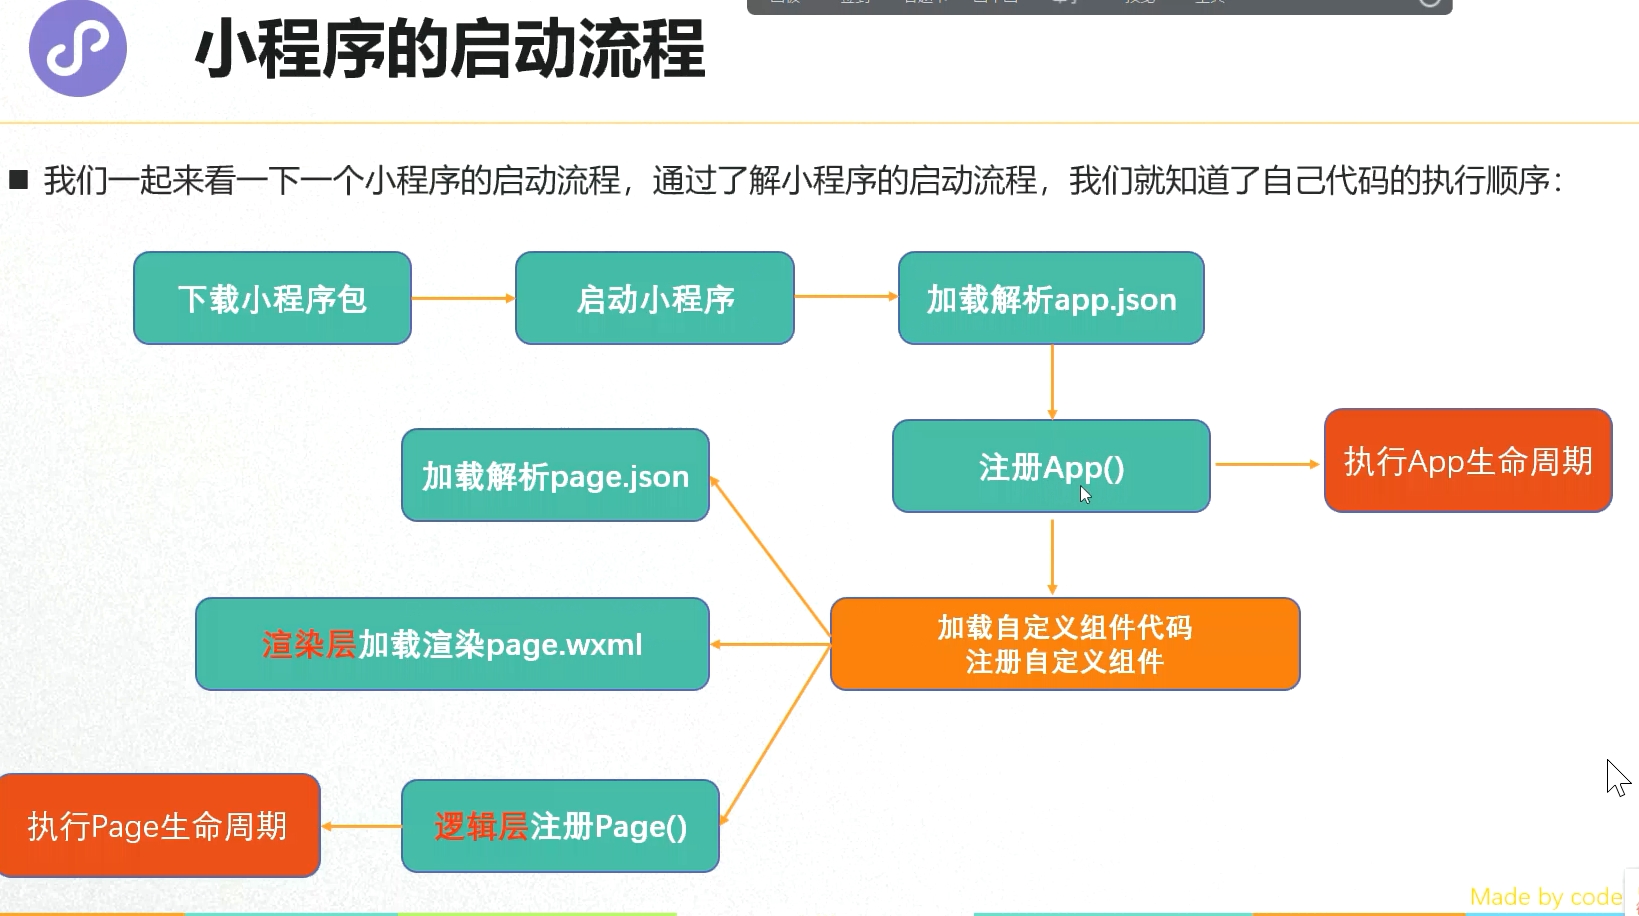 小程序的启动流程
我们一起来看一下一个小程序的启动流程，通过了解小程序的启动流程，我们就知道了自己代码的执行顺序：
下载小程序包
启动小程序
加载解析app.json
注册App()
执行App生命周期
加载解析page.json
渲染层加载渲染page.wxml
加载自定义组件代码
注册自定义组件
执行Page生命周期
逻辑层注册Page()
Made by code